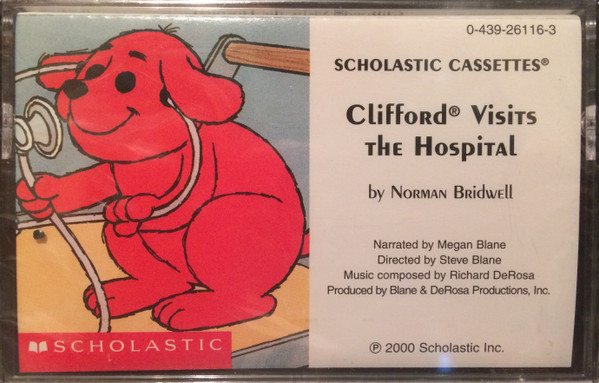 0-439-26116-3
SCHOLASTIC CASSETTES®
Clifford® Visits
the Hospital
by Norman Bridwell
Narrated by Megan Blane
Directed by Steve Blane
Music composed by Richard DeRosa
Produced by Blane & DeRosa Productions, Inc.
℗ 2000 Scholastic Inc.
SCHOLASTIC